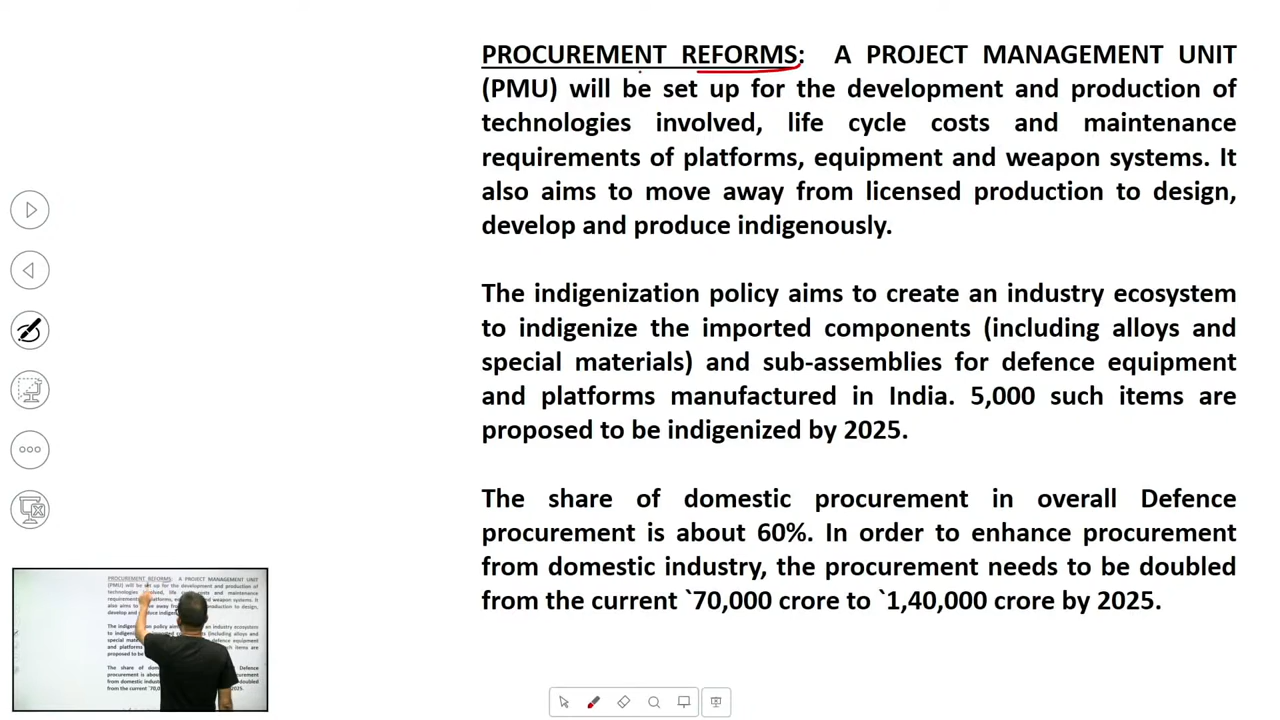 PROCUREMENT REFORMS: A PROJECT MANAGEMENT UNIT
(PMU) will be set up for the development and production of
technologies involved, life cycle costs and maintenance
requirements of platforms, equipment and weapon systems. It
also aims to move away from licensed production to design,
develop and produce indigenously.
The indigenization policy aims to create an industry ecosystem
to indigenize the imported components (including alloys and
special materials) and sub-assemblies for defence equipment
and platforms manufactured in India. 5,000 such items are
proposed to be indigenized by 2025.
The share of domestic procurement in overall Defence
procurement is about 60%. In order to enhance procurement
from domestic industry, the procurement needs to be doubled
from the current `70,000 crore to `1,40,000 crore by 2025.